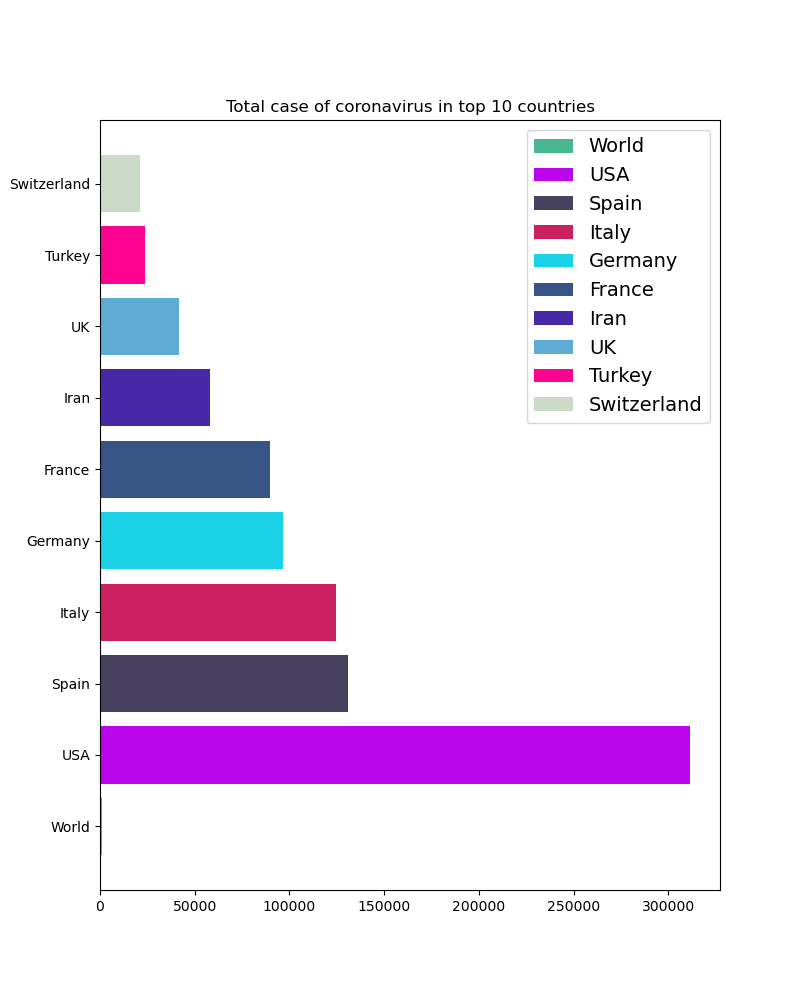 Total case of coronavirus in top 10 countries
World
USA
Spain
Italy
Germany
France
Iran
UK
Turkey
Switzerland
Switzerland
Turkey
UK
Iran
France
Germany
Italy
Spain
USA
World
0 50000 100000 150000 200000 250000 300000